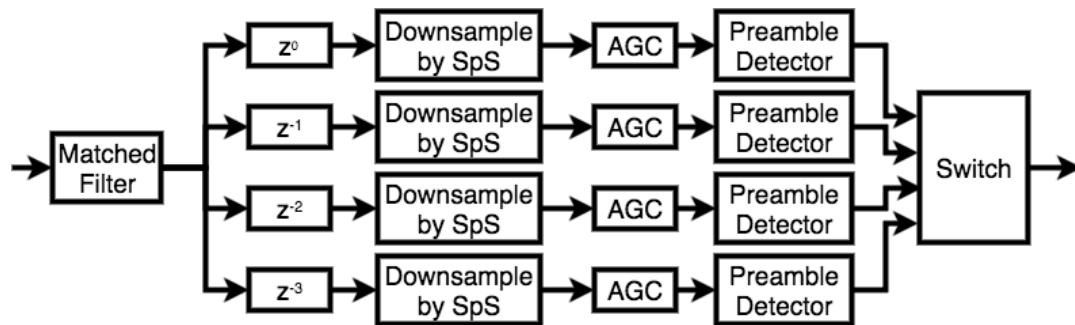 Matched
Filter
z⁰
Downsample
by SpS
AGC
Preamble
Detector
z⁻¹
Downsample
by SpS
AGC
Preamble
Detector
z⁻²
Downsample
by SpS
AGC
Preamble
Detector
z⁻³
Downsample
by SpS
AGC
Preamble
Detector
Switch